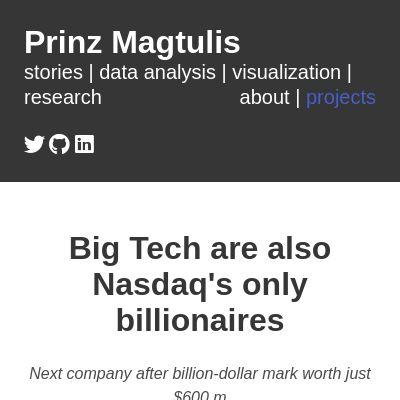 Prinz Magtulis
stories | data analysis | visualization |
research about | projects
Big Tech are also
Nasdaq's only
billionaires
Next company after billion-dollar mark worth just
$600 m